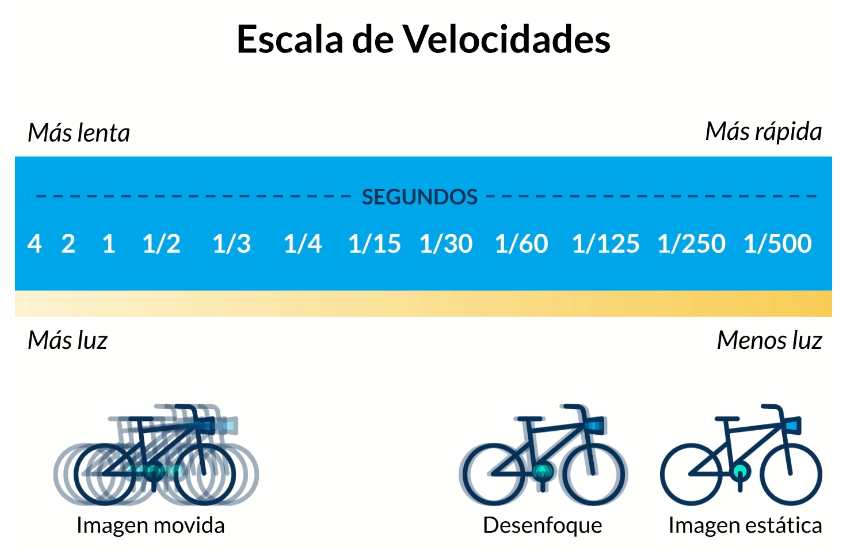 Escala de Velocidades
Más lenta
Más rápida
SEGUNDOS
4 2 1 1/2 1/3 1/4 1/15 1/30 1/60 1/125 1/250 1/500
Más luz
Menos luz
Imagen movida
Desenfoque
Imagen estática